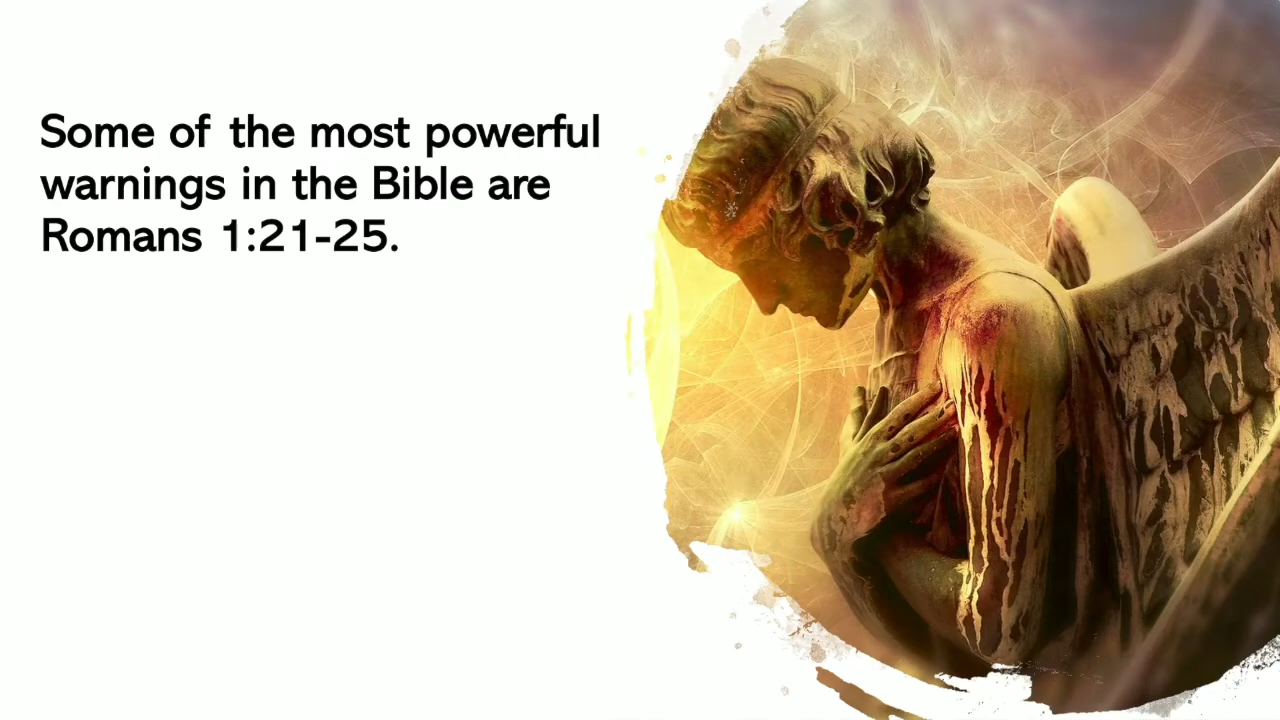 Some of the most powerful
warnings in the Bible are
Romans 1:21-25.